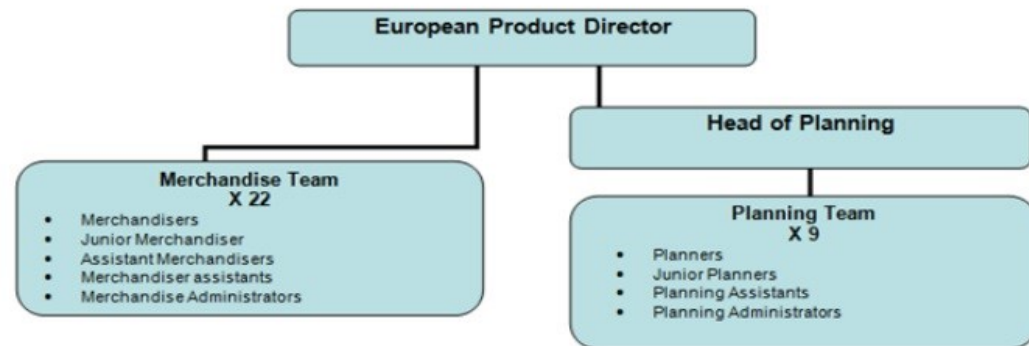 European Product Director
Head of Planning
Merchandise Team
X 22
• Merchandisers
• Junior Merchandiser
• Assistant Merchandisers
• Merchandiser assistants
• Merchandise Administrators
Planning Team
X 9
• Planners
• Junior Planners
• Planning Assistants
• Planning Administrators